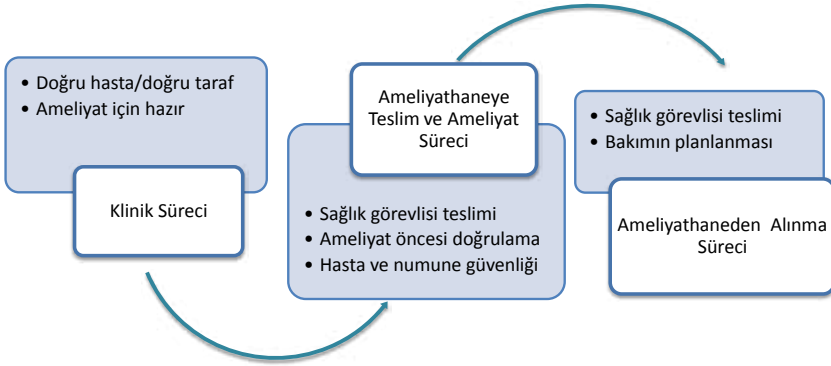 • Doğru hasta/doğru taraf
• Ameliyat için hazır
Klinik Süreci
Ameliyathaneye
Teslim ve Ameliyat
Süreci
• Sağlık görevlisi teslimi
• Ameliyat öncesi doğrulama
• Hasta ve numune güvenliği
• Sağlık görevlisi teslimi
• Bakımın planlanması
Ameliyathaneden Alınma
Süreci